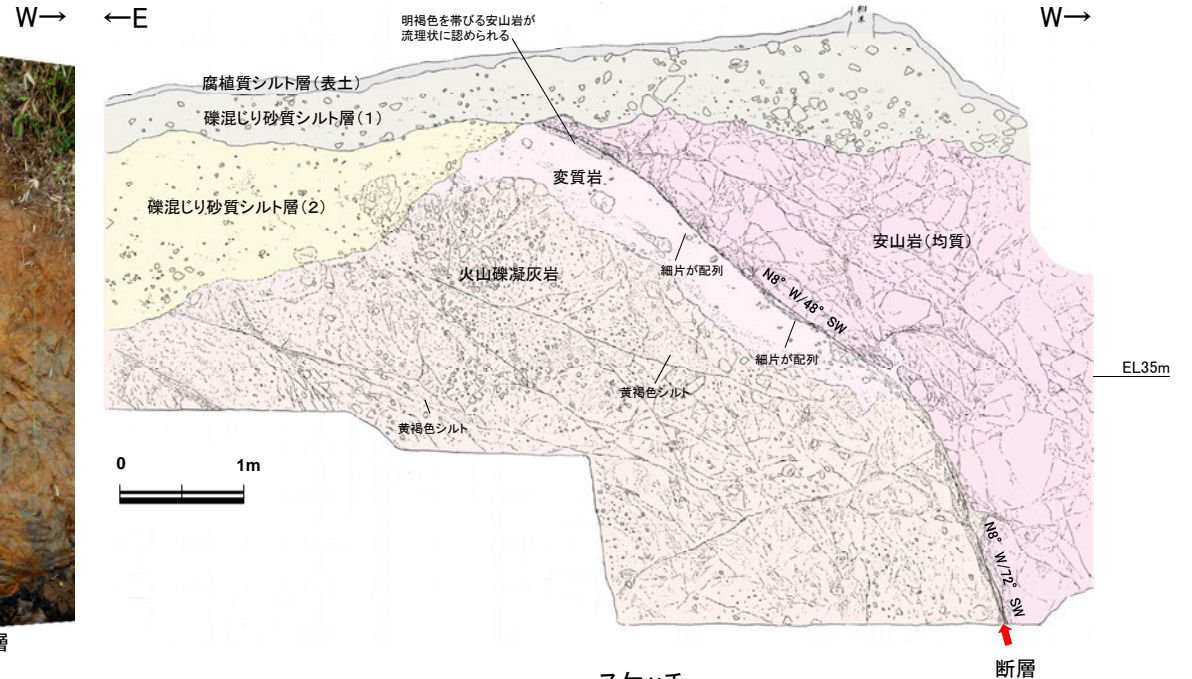 W→
←E
W→
明褐色を帯びる安山岩が
流理状に認められる
腐植質シルト層(表土)
礫混じり砂質シルト層(1)
変質岩
礫混じり砂質シルト層(2)
安山岩(均質)
細片が配列
火山礫凝灰岩
N8° W/48° SW
細片が配列
EL35m
黄褐色シルト
黄褐色シルト
0
1m
N8° W/72° SW
層
断層
スケッチ